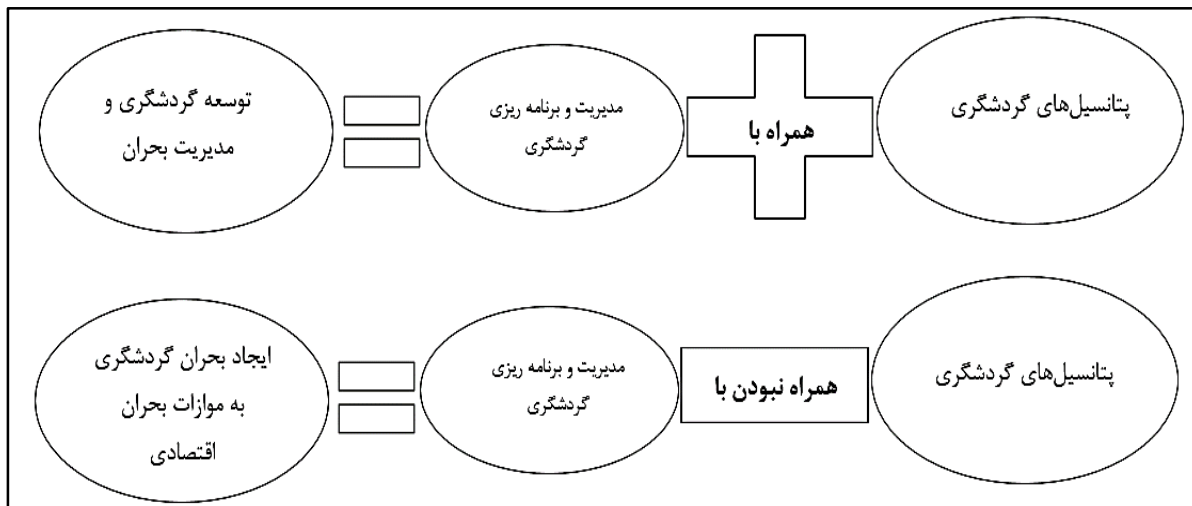 پتانسیل‌های گردشگری
همراه با
مدیریت و برنامه ریزی
گردشگری
توسعه گردشگری و
مدیریت بحران
پتانسیل‌های گردشگری
همراه نبودن با
مدیریت و برنامه ریزی
گردشگری
ایجاد بحران گردشگری
به موازات بحران
اقتصادی